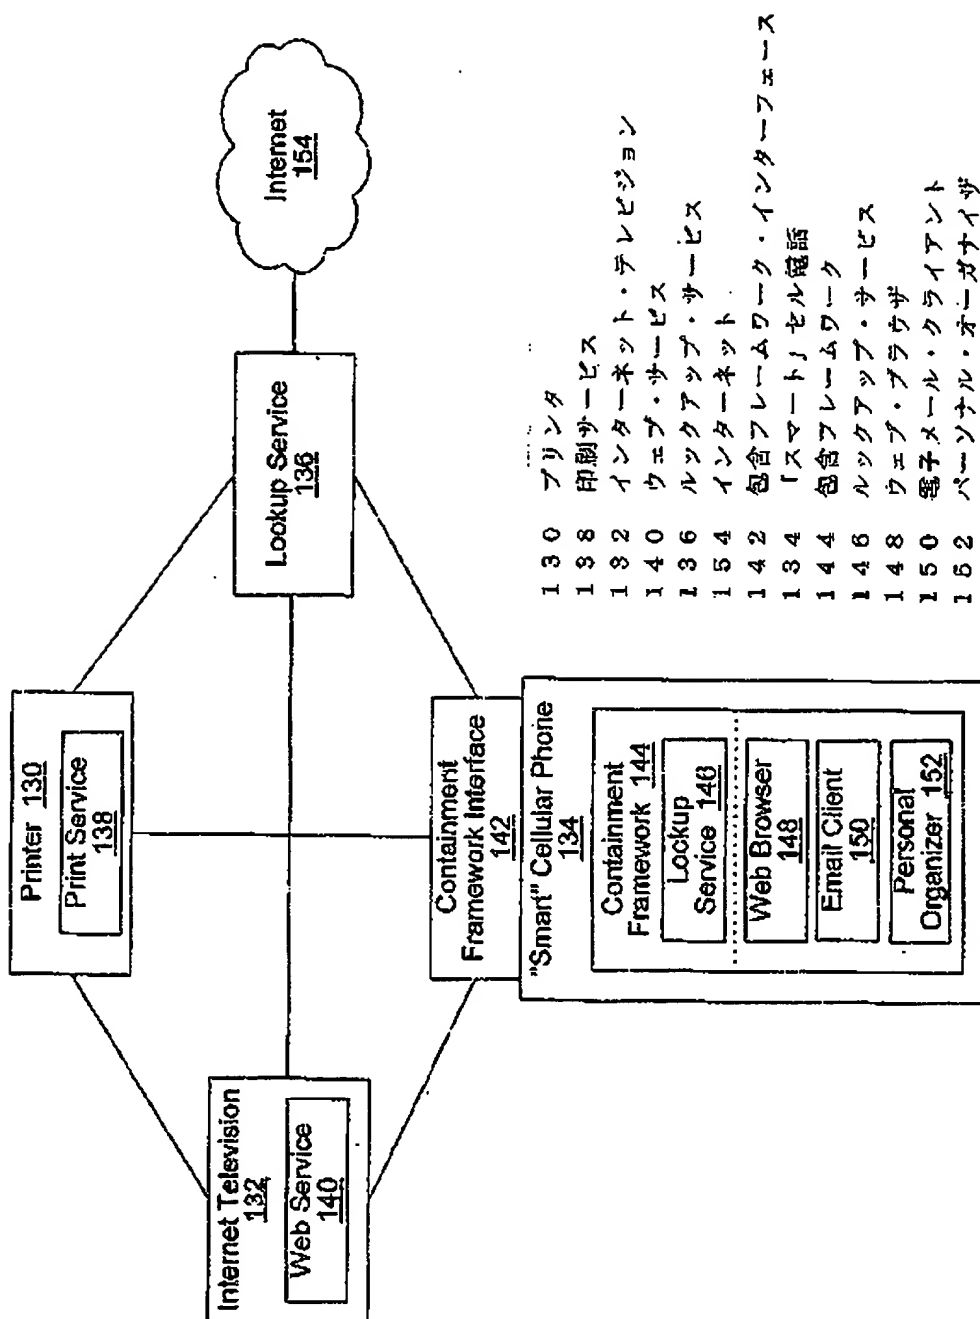 Printer 130
Print Service
138
Internet Television
132
Web Service
140
Lookup Service
136
Internet
154
Containment
Framework Interface
142
"Smart" Cellular Phone
134
Containment
Framework 144
Lockup
Service 146
Web Browser
148
Email Client
150
Personal
Organizer 152
130 プリンタ
138 印刷サービス
132 インターネット・テレビジョン
140 ウェブ・サービス
136 ルックアップ・サービス
154 インターネット
142 包含フレームワーク・インターフェース
134 「スマート」セル電話
144 包含フレームワーク
146 ルックアップ・サービス
148 ウェブ・ブラウザ
150 電子メール・クライアント
152 パーソナル・オーガナイザ